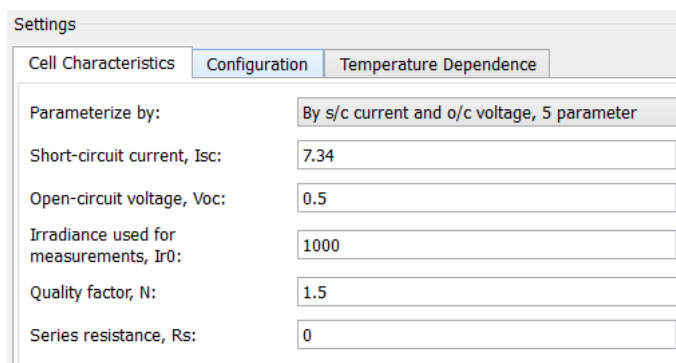 Settings
Cell Characteristics Configuration Temperature Dependence
Parameterize by: By s/c current and o/c voltage, 5 parameter
Short-circuit current, Isc: 7.34
Open-circuit voltage, Voc: 0.5
Irradiance used for
measurements, Ir0: 1000
Quality factor, N: 1.5
Series resistance, Rs: 0